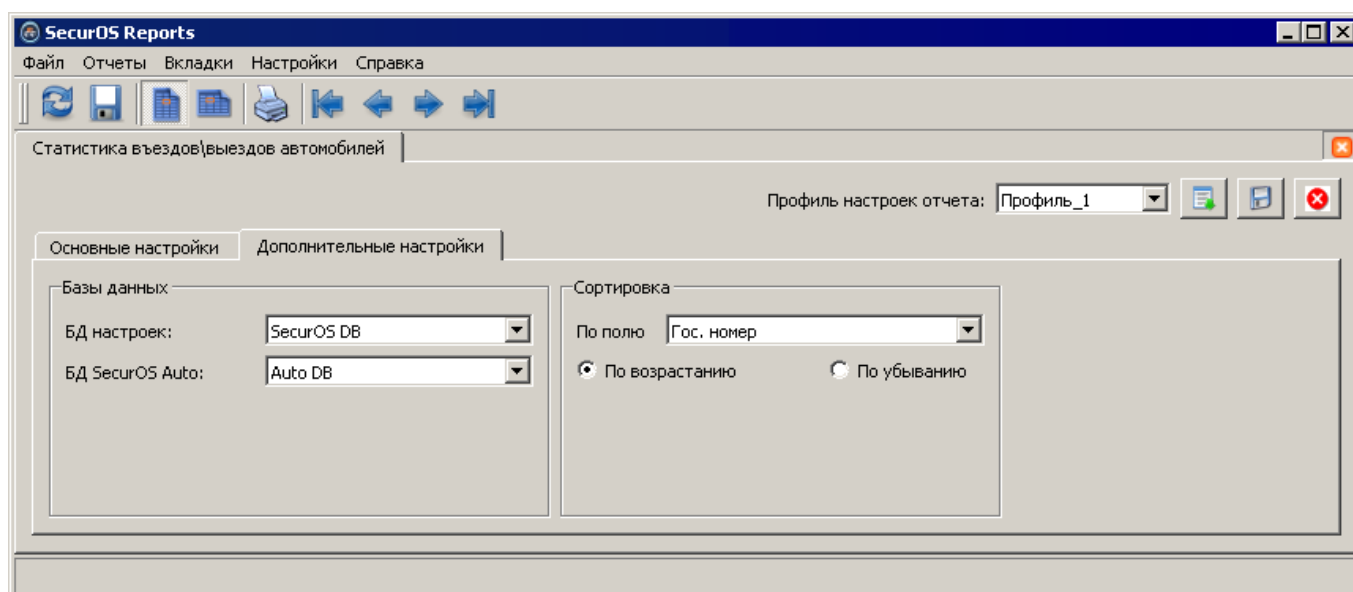 SecurOS Reports
Файл Отчеты Вкладки Настройки Справка
Статистика въездов\выездов автомобилей
Профиль настроек отчета: Профиль_1
Основные настройки Дополнительные настройки
Базы данных Сортировка
БД настроек: SecurOS DB По полю Гос. номер
БД SecurOS Auto: Auto DB По возрастанию По убыванию